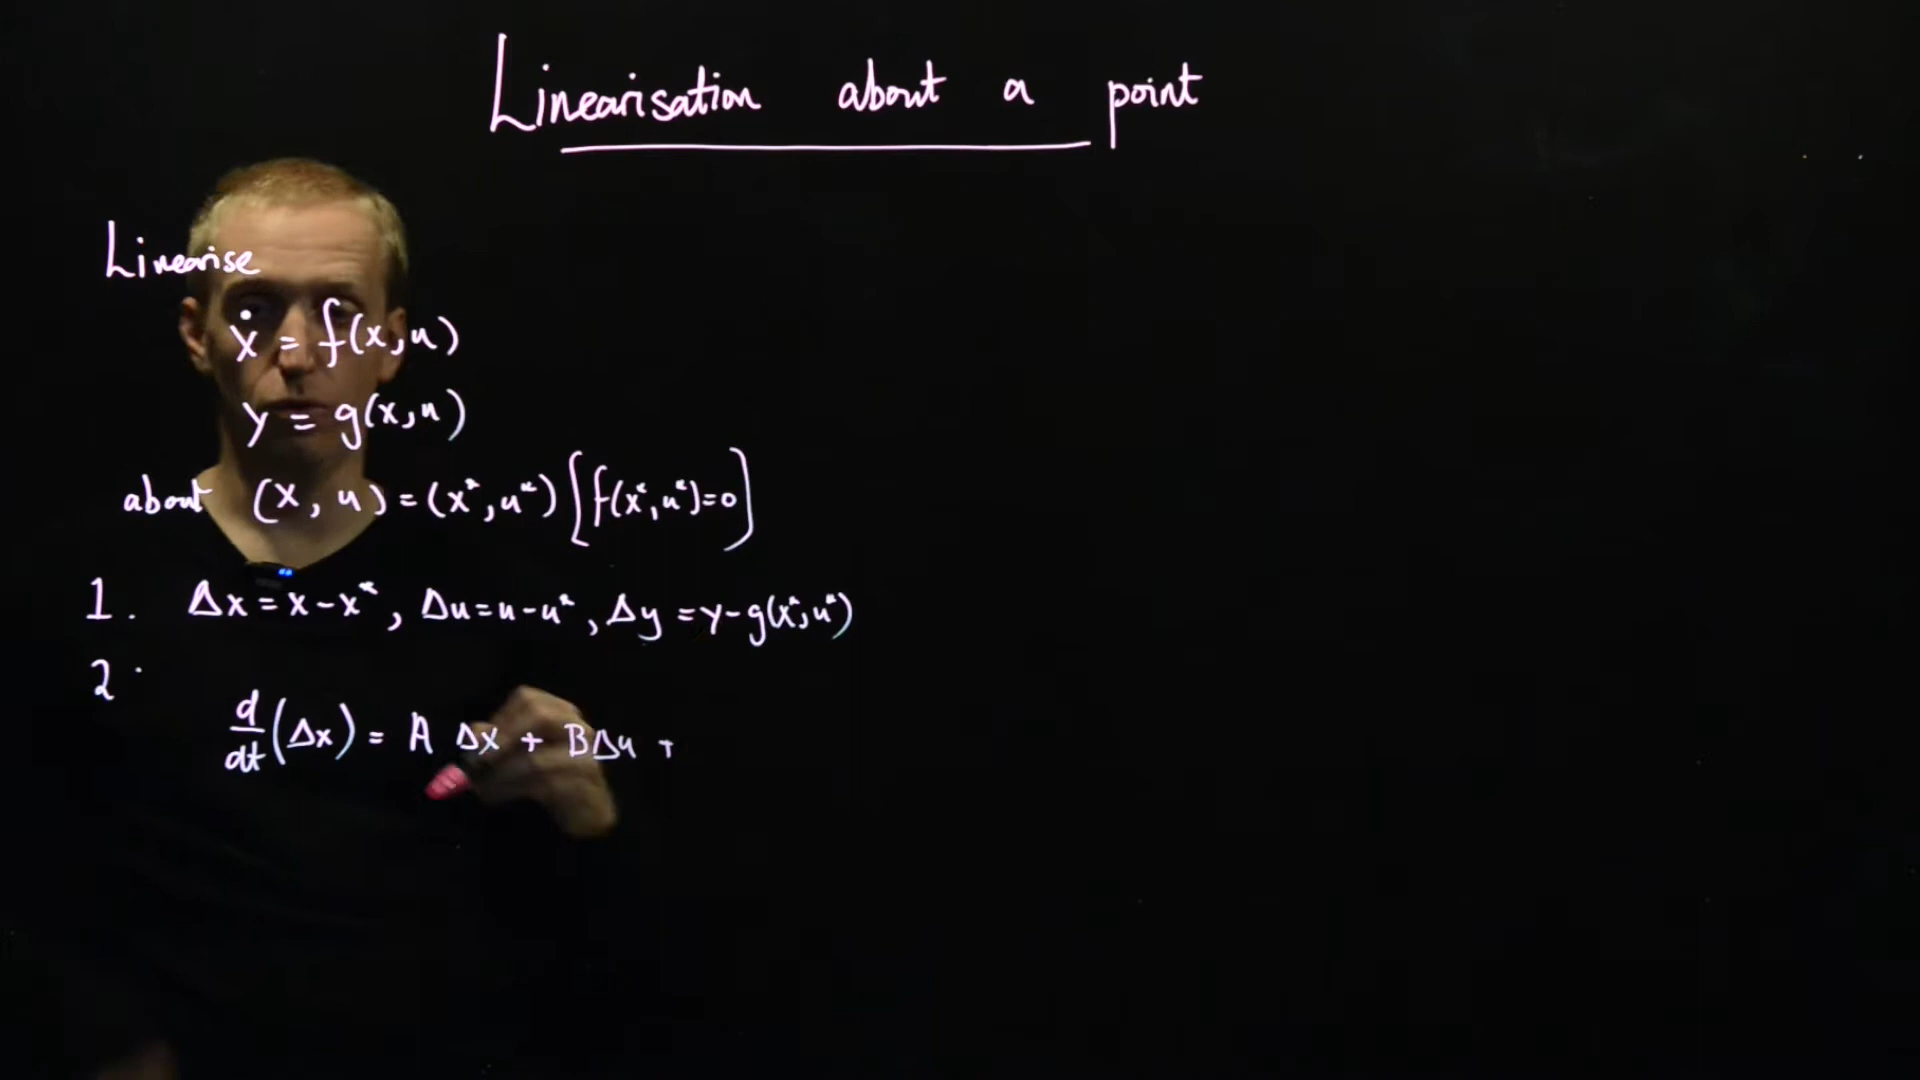 Linearisation about a point
Linearise
ẋ = f(x,u)
y = g(x,u)
about (x, u) = (x*, u*) [f(x*, u*)=0]
1. Δx = x - x*, Δu = u - u*, Δy = y - g(x*, u*)
2.
d/dt (Δx) = A Δx + BΔu +